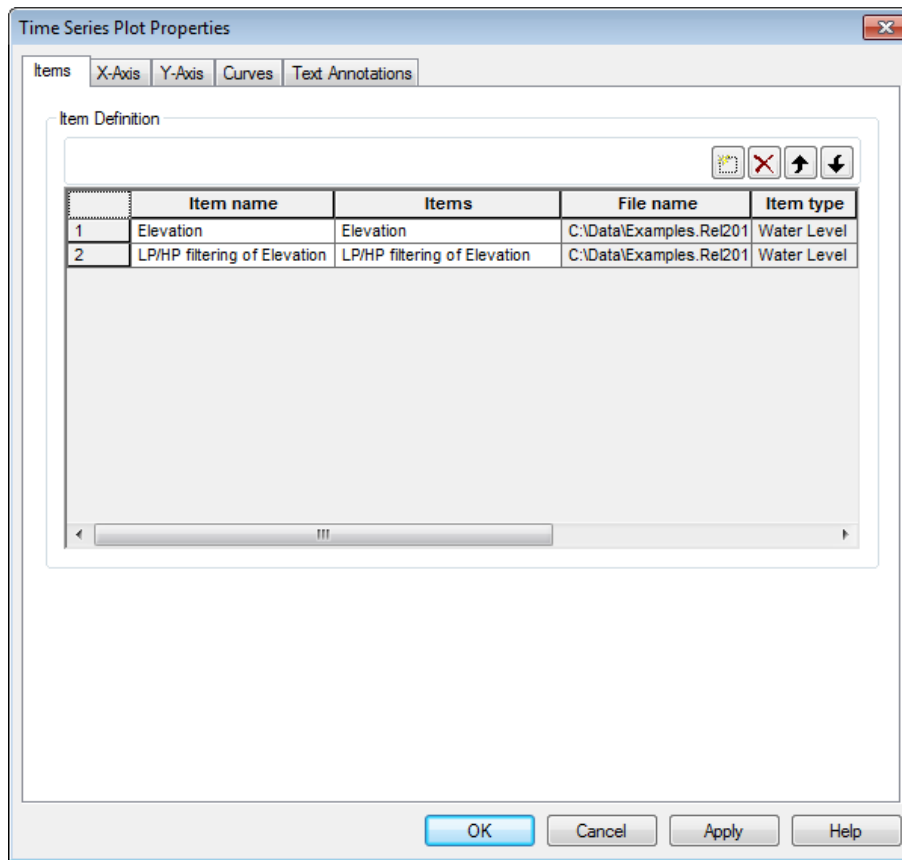 Time Series Plot Properties
Items X-Axis Y-Axis Curves Text Annotations
Item Definition
Item name Items File name Item type
1 Elevation Elevation C:\Data\Examples.Rel201 Water Level
2 LP/HP filtering of Elevation LP/HP filtering of Elevation C:\Data\Examples.Rel201 Water Level
OK Cancel Apply Help